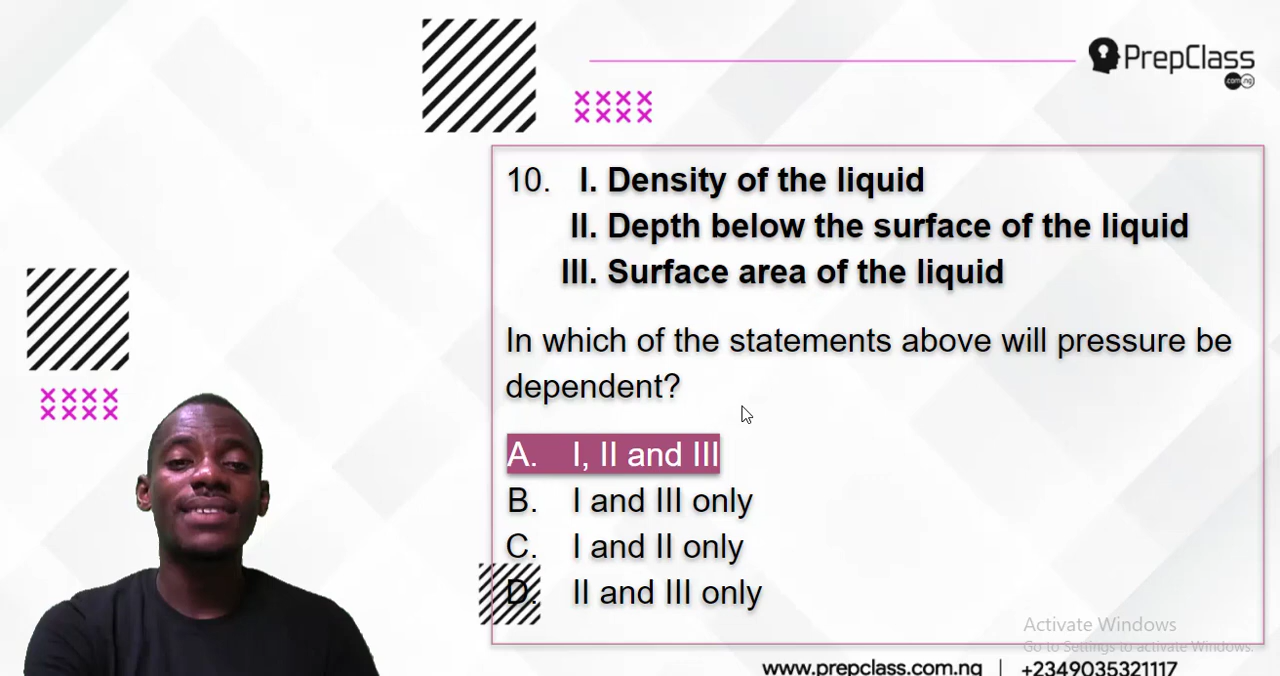 PrepClass
.com.ng
10. I. Density of the liquid
II. Depth below the surface of the liquid
III. Surface area of the liquid
In which of the statements above will pressure be
dependent?
A. I, II and III
B. I and III only
C. I and II only
D. II and III only
Activate Windows
Go to Settings to activate Windows.
www.prepclass.com.ng | +2349035321117